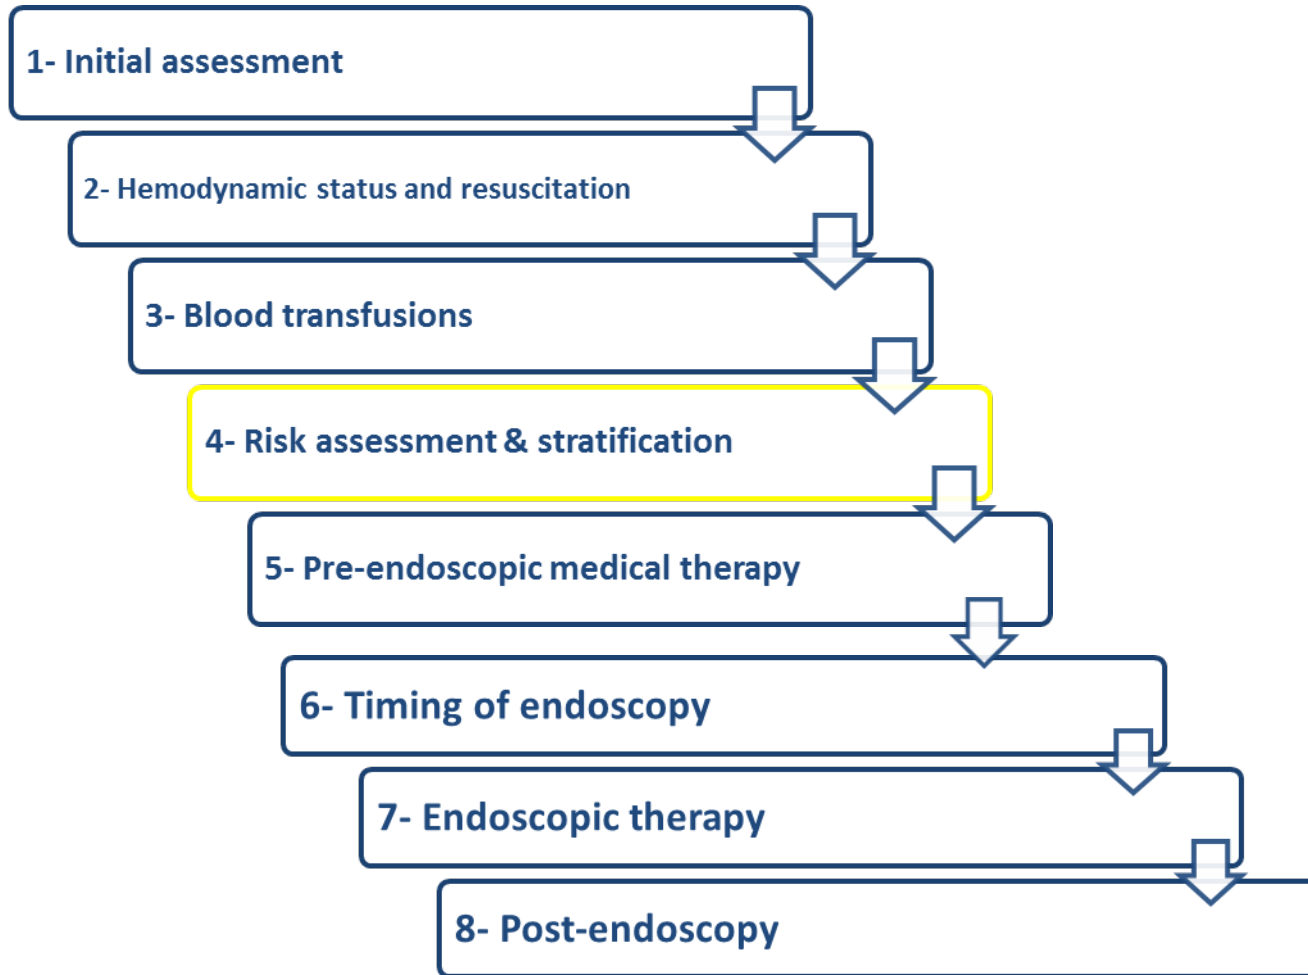 1- Initial assessment
2- Hemodynamic status and resuscitation
3- Blood transfusions
4- Risk assessment & stratification
5- Pre-endoscopic medical therapy
6- Timing of endoscopy
7- Endoscopic therapy
8- Post-endoscopy